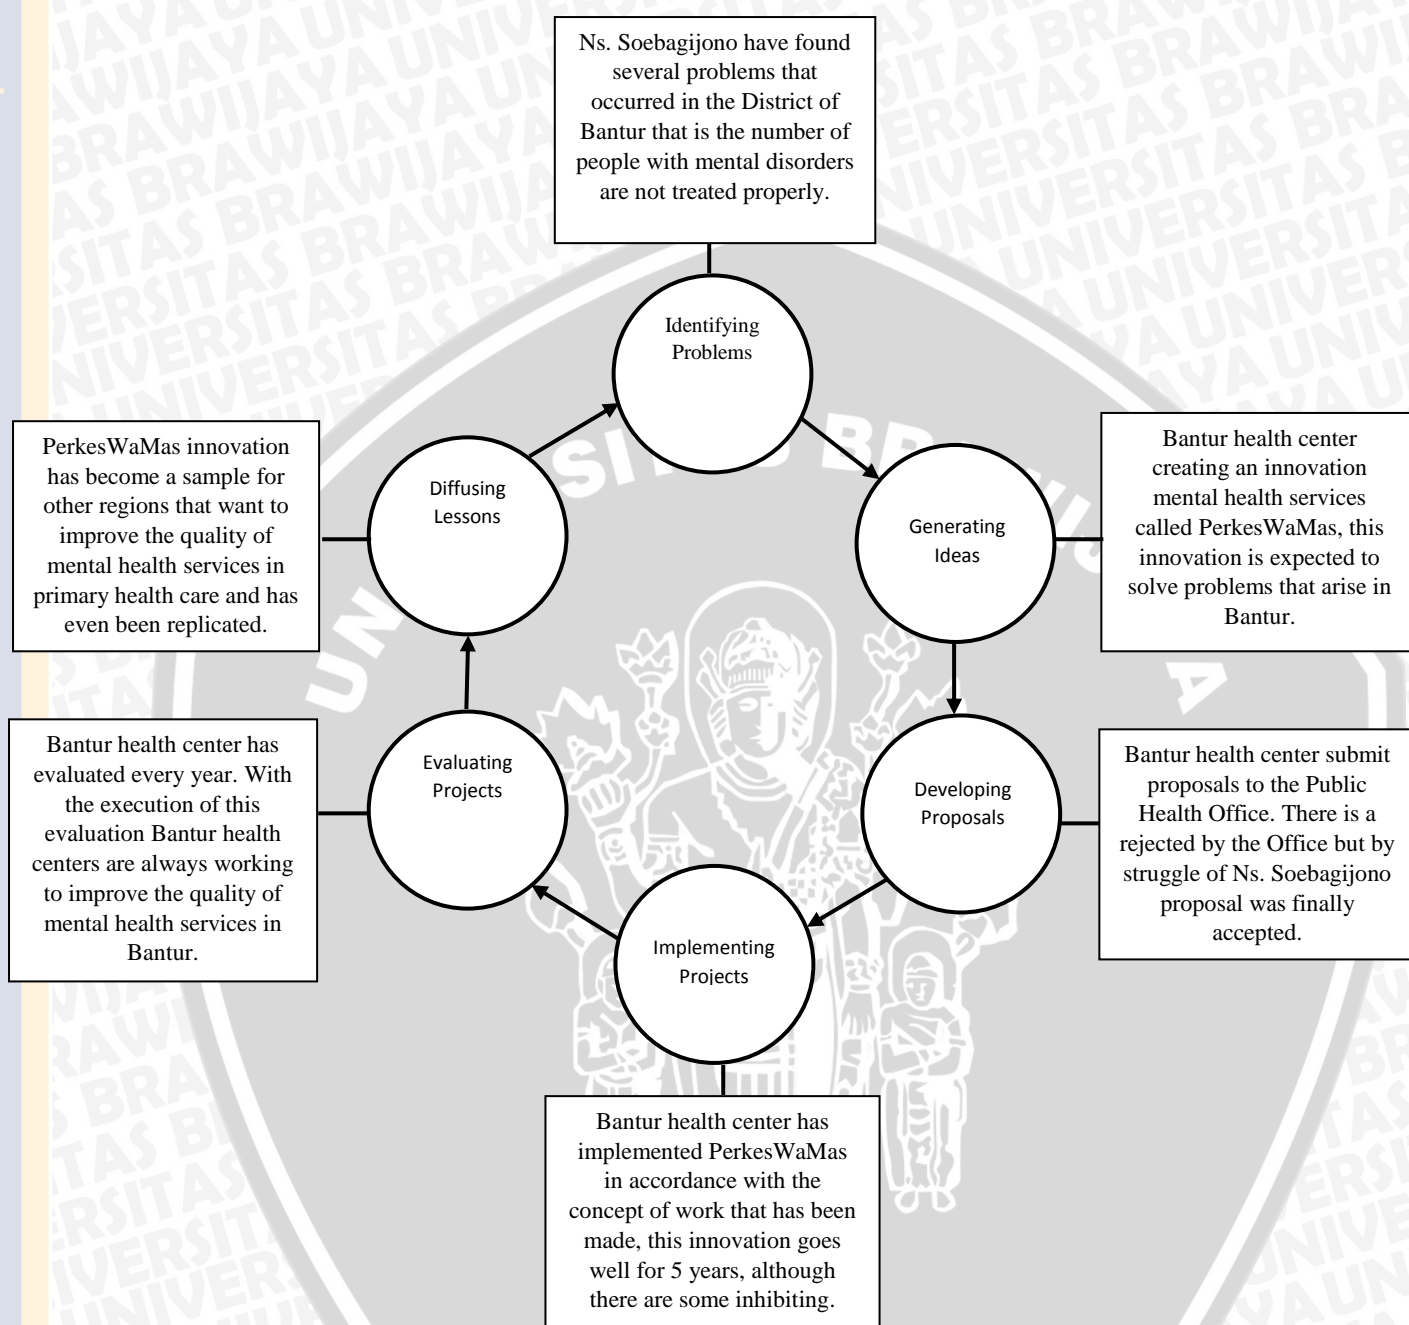 Ns. Soebagijono have found
several problems that
occurred in the District of
Bantur that is the number of
people with mental disorders
are not treated properly.
Identifying
Problems
PerkesWaMas innovation
has become a sample for
other regions that want to
improve the quality of
mental health services in
primary health care and has
even been replicated.
Diffusing
Lessons
Generating
Ideas
Bantur health center
creating an innovation
mental health services
called PerkesWaMas, this
innovation is expected to
solve problems that arise in
Bantur.
Bantur health center has
evaluated every year. With
the execution of this
evaluation Bantur health
centers are always working
to improve the quality of
mental health services in
Bantur.
Evaluating
Projects
Developing
Proposals
Bantur health center submit
proposals to the Public
Health Office. There is a
rejected by the Office but by
struggle of Ns. Soebagijono
proposal was finally
accepted.
Implementing
Projects
Bantur health center has
implemented PerkesWaMas
in accordance with the
concept of work that has been
made, this innovation goes
well for 5 years, although
there are some inhibiting.